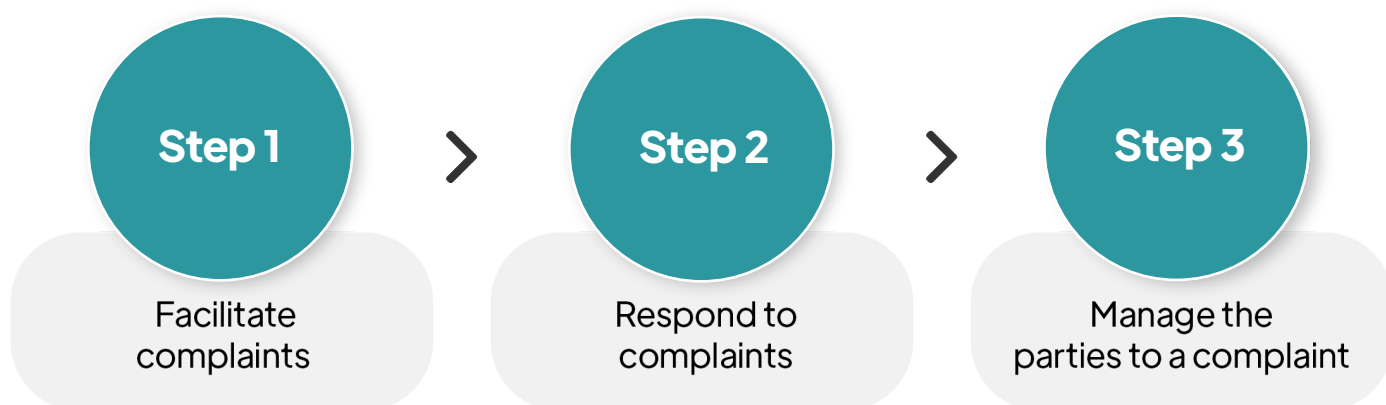 Step 1
Facilitate
complaints
Step 2
Respond to
complaints
Step 3
Manage the
parties to a complaint